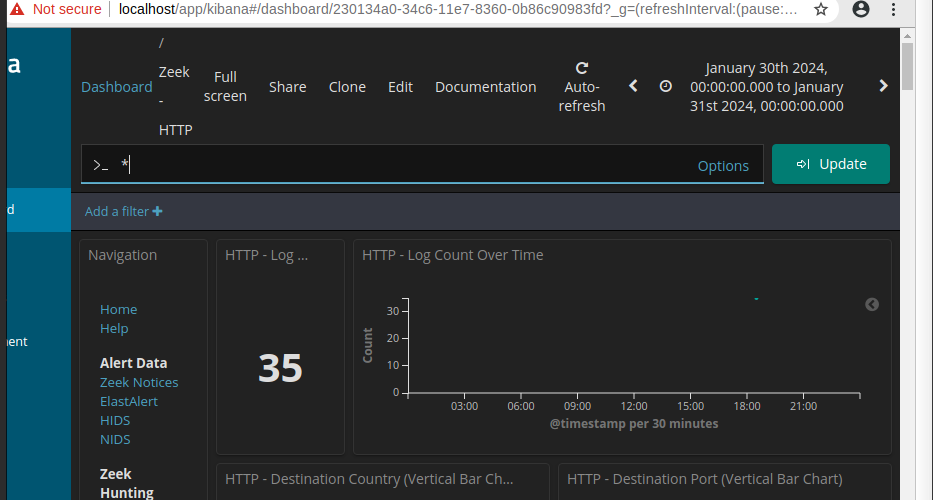 Not secure
localhost/app/kibana#/dashboard/230134a0-34c6-11e7-8360-0b86c90983fd?_g=(refreshInterval:(pause:...
a
Dashboard
/
Zeek
-
HTTP
Full
screen
Share
Clone
Edit
Documentation
Auto-
refresh
January 30th 2024,
00:00:00.000 to January
31st 2024, 00:00:00.000
>_ *
Options
Update
d
Add a filter +
Navigation
HTTP - Log ...
HTTP - Log Count Over Time
Home
Help
ent
Alert Data
Zeek Notices
ElastAlert
HIDS
NIDS
Zeek
Hunting
35
Count
30
20
10
0
03:00
06:00
09:00
12:00
15:00
18:00
21:00
@timestamp per 30 minutes
HTTP - Destination Country (Vertical Bar Ch...
HTTP - Destination Port (Vertical Bar Chart)